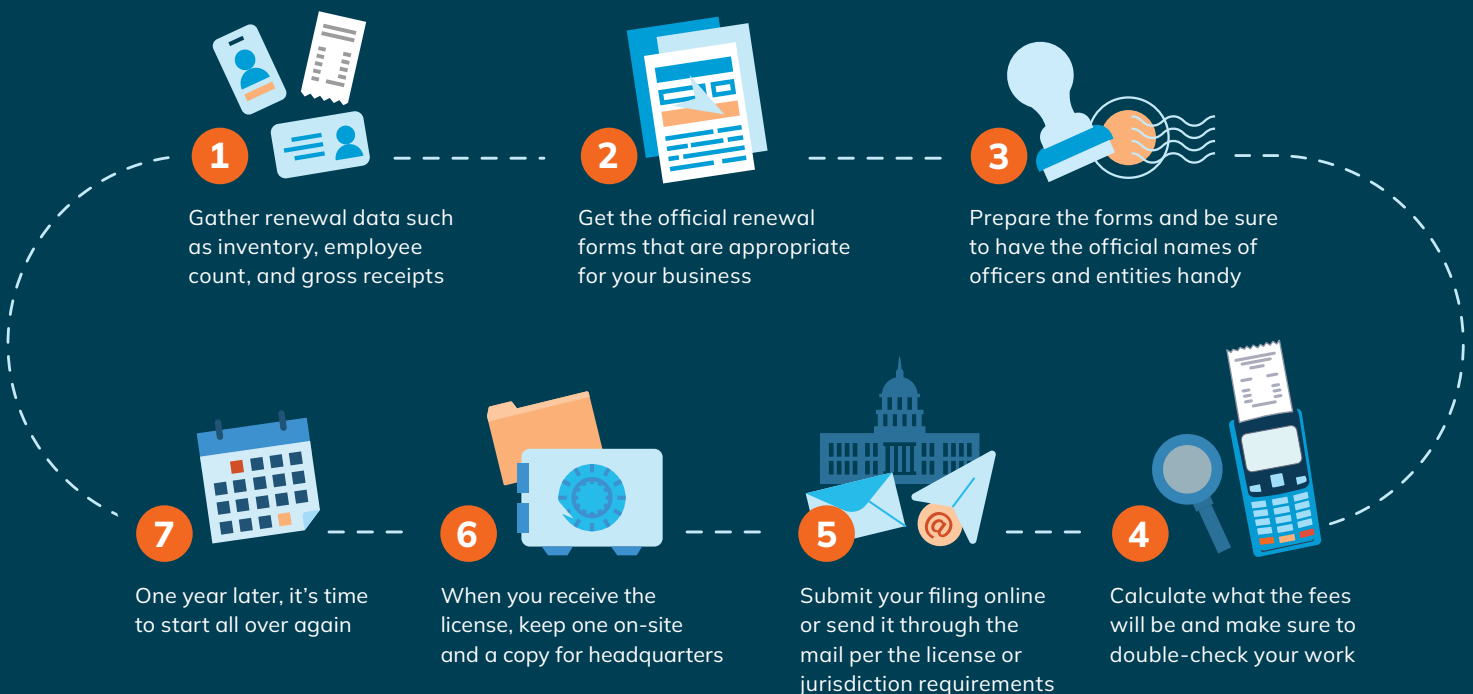 1
Gather renewal data such
as inventory, employee
count, and gross receipts
2
Get the official renewal
forms that are appropriate
for your business
3
Prepare the forms and be sure
to have the official names of
officers and entities handy
4
Calculate what the fees
will be and make sure to
double-check your work
5
@
Submit your filing online
or send it through the
mail per the license or
jurisdiction requirements
6
When you receive the
license, keep one on-site
and a copy for headquarters
7
One year later, it’s time
to start all over again